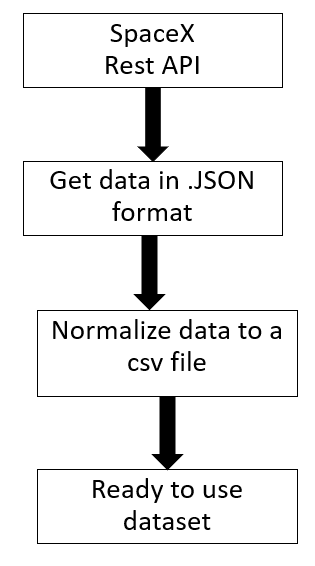 SpaceX
Rest API
Get data in .JSON
format
Normalize data to a
csv file
Ready to use
dataset